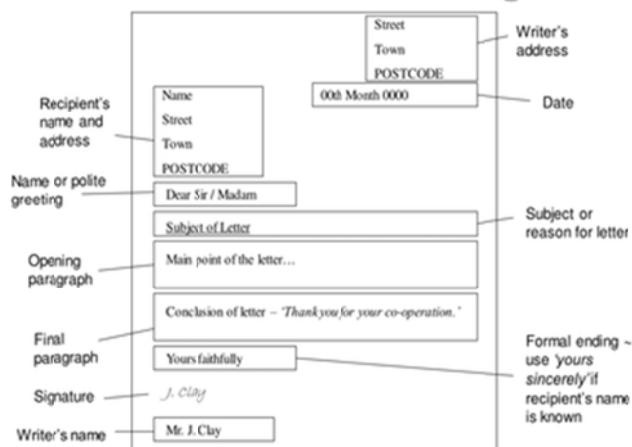 Street
Town
POSTCODE
Writer's
address
00th Month 0000
Date
Recipient's
name and
address
Name
Street
Town
POSTCODE
Name or polite
greeting
Dear Sir / Madam
Subject of Letter
Subject or
reason for letter
Opening
paragraph
Main point of the letter...
Final
paragraph
Conclusion of letter – 'Thank you for your co-operation.'
Yours faithfully
Formal ending ~
use 'yours
sincerely' if
recipient's name
is known
Signature
J. Clay
Writer's name
Mr. J. Clay